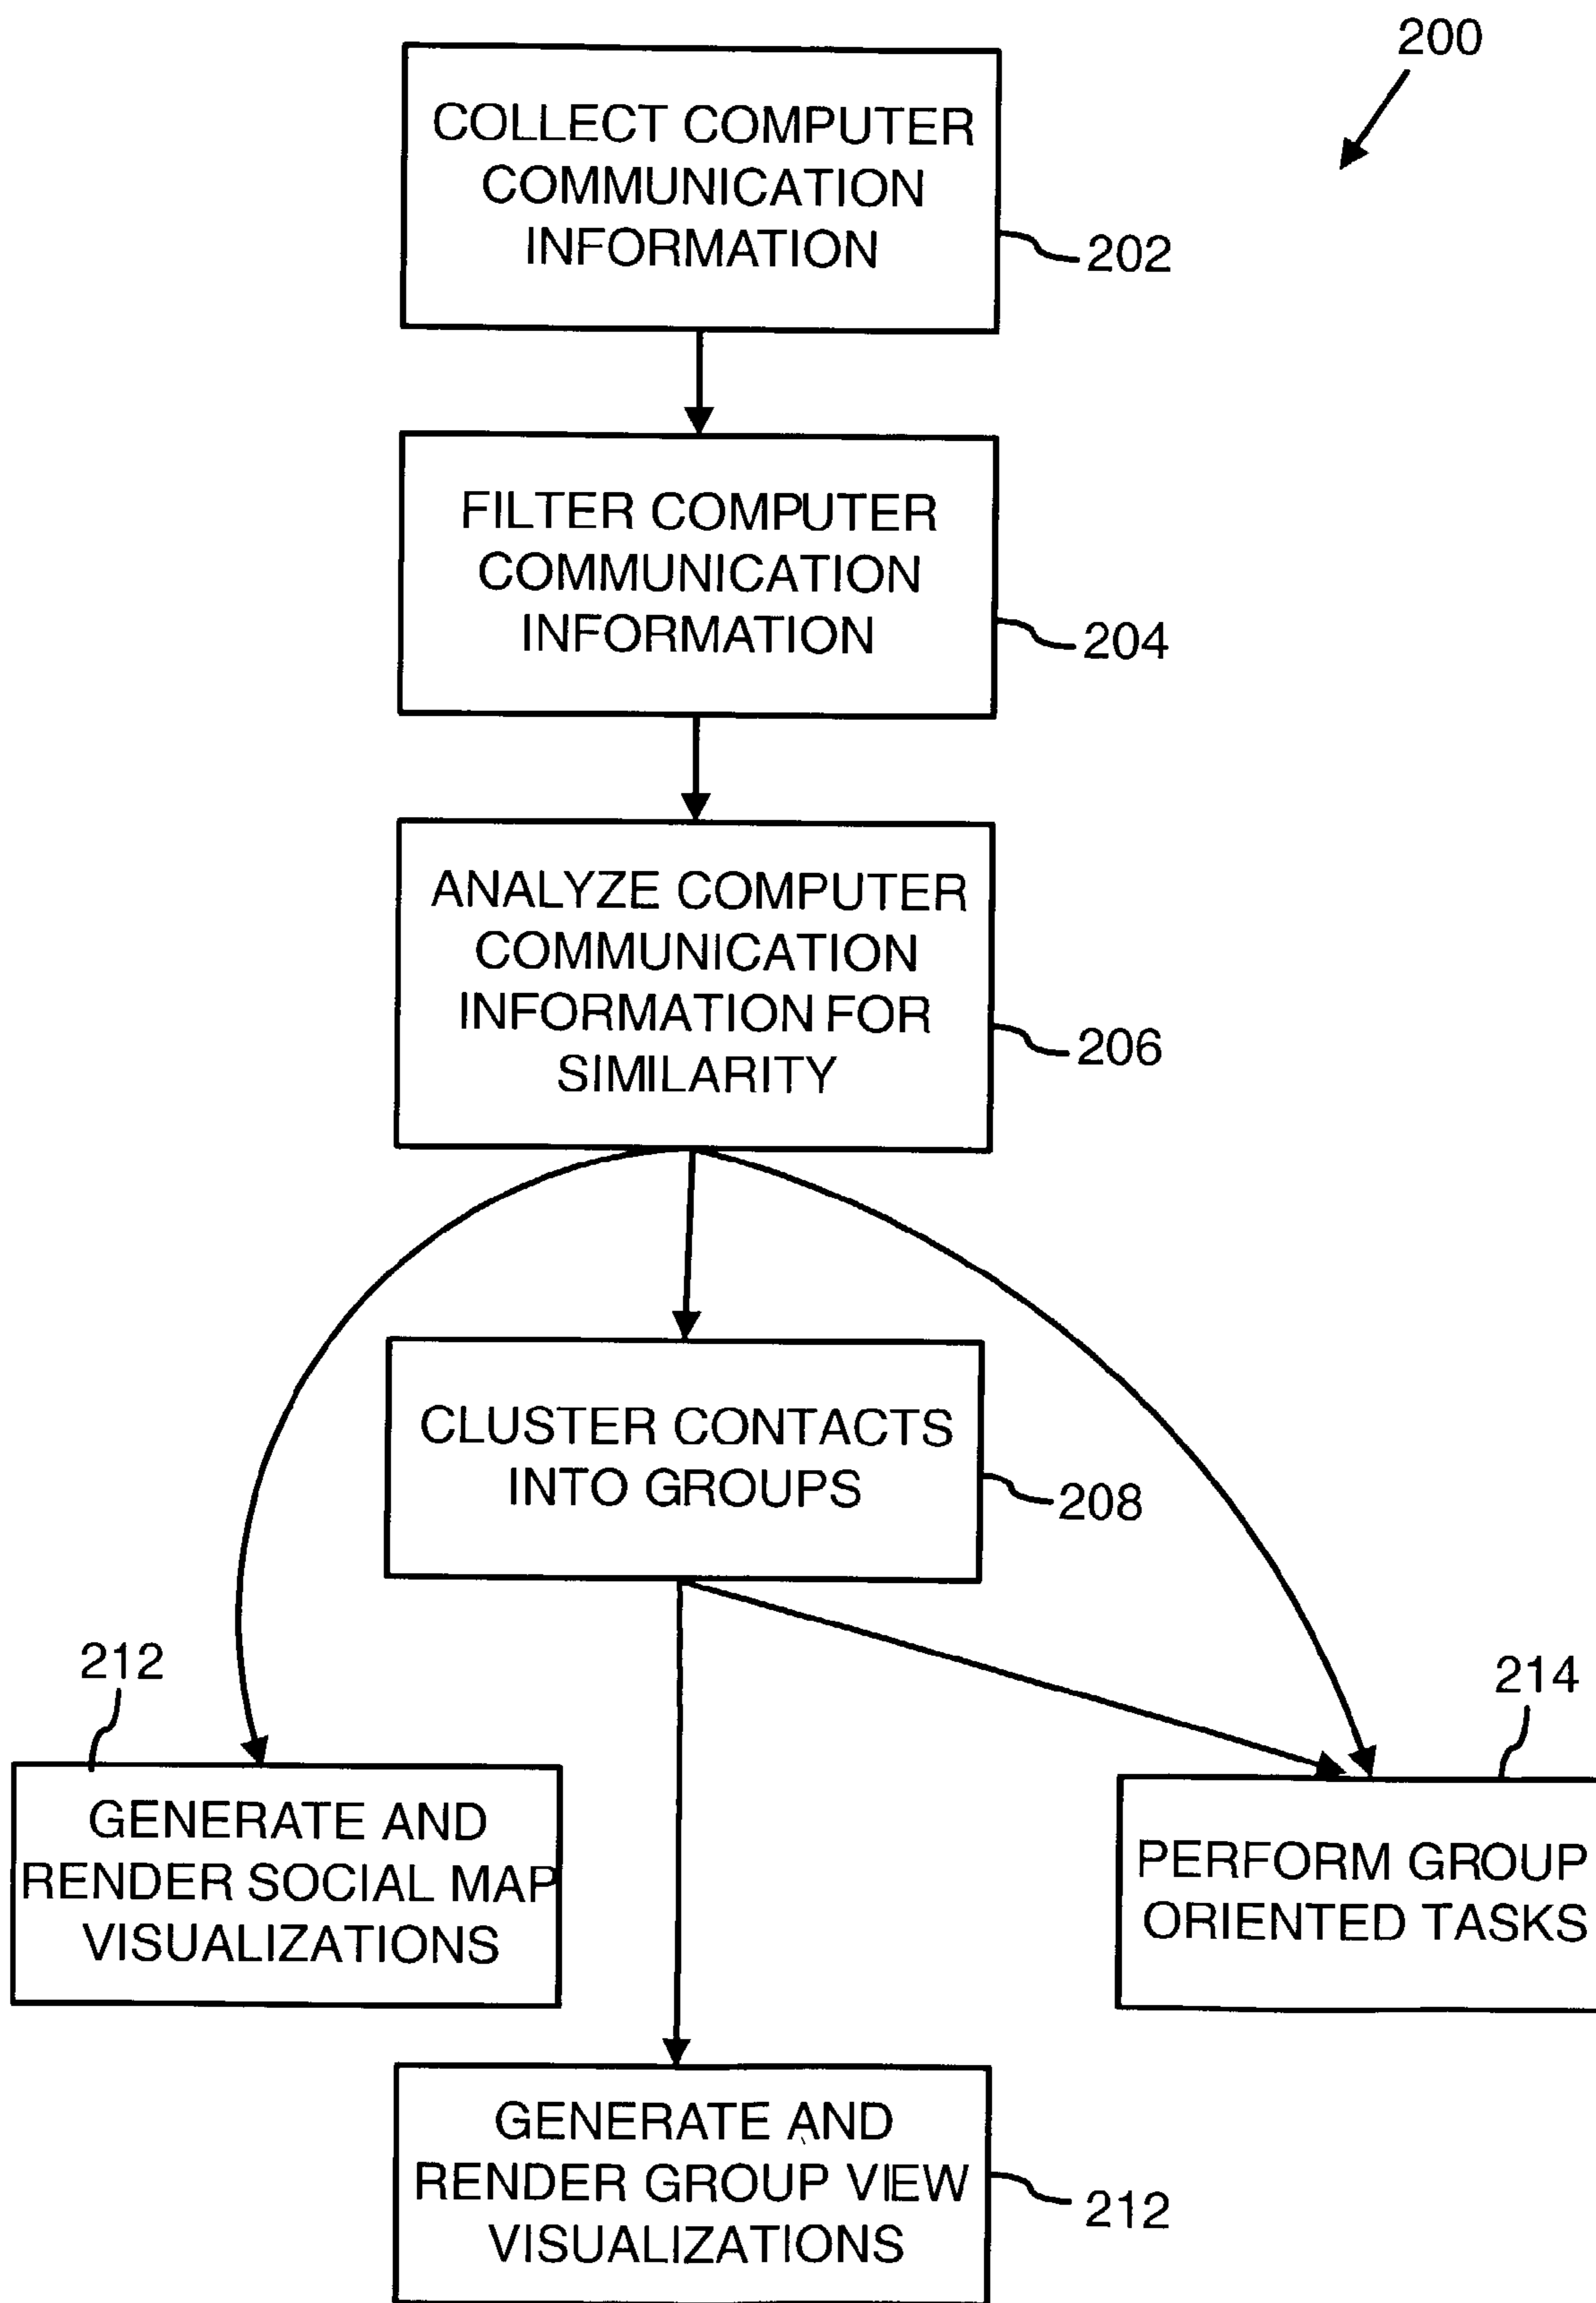 200
COLLECT COMPUTER
COMMUNICATION
INFORMATION
202
FILTER COMPUTER
COMMUNICATION
INFORMATION
204
ANALYZE COMPUTER
COMMUNICATION
INFORMATION FOR
SIMILARITY
206
CLUSTER CONTACTS
INTO GROUPS
208
212
GENERATE AND
RENDER SOCIAL MAP
VISUALIZATIONS
214
PERFORM GROUP
ORIENTED TASKS
GENERATE AND
RENDER GROUP VIEW
VISUALIZATIONS
212